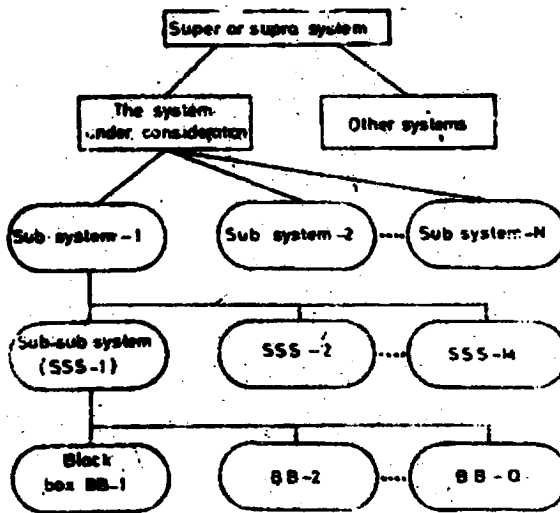 Super or supra system
The system
under consideration
Other systems
Sub system-1
Sub system-2
Sub system-N
Sub-sub system
(SSS-1)
SSS-2
SSS-M
Black
box BB-1
BB-2
BB-Q